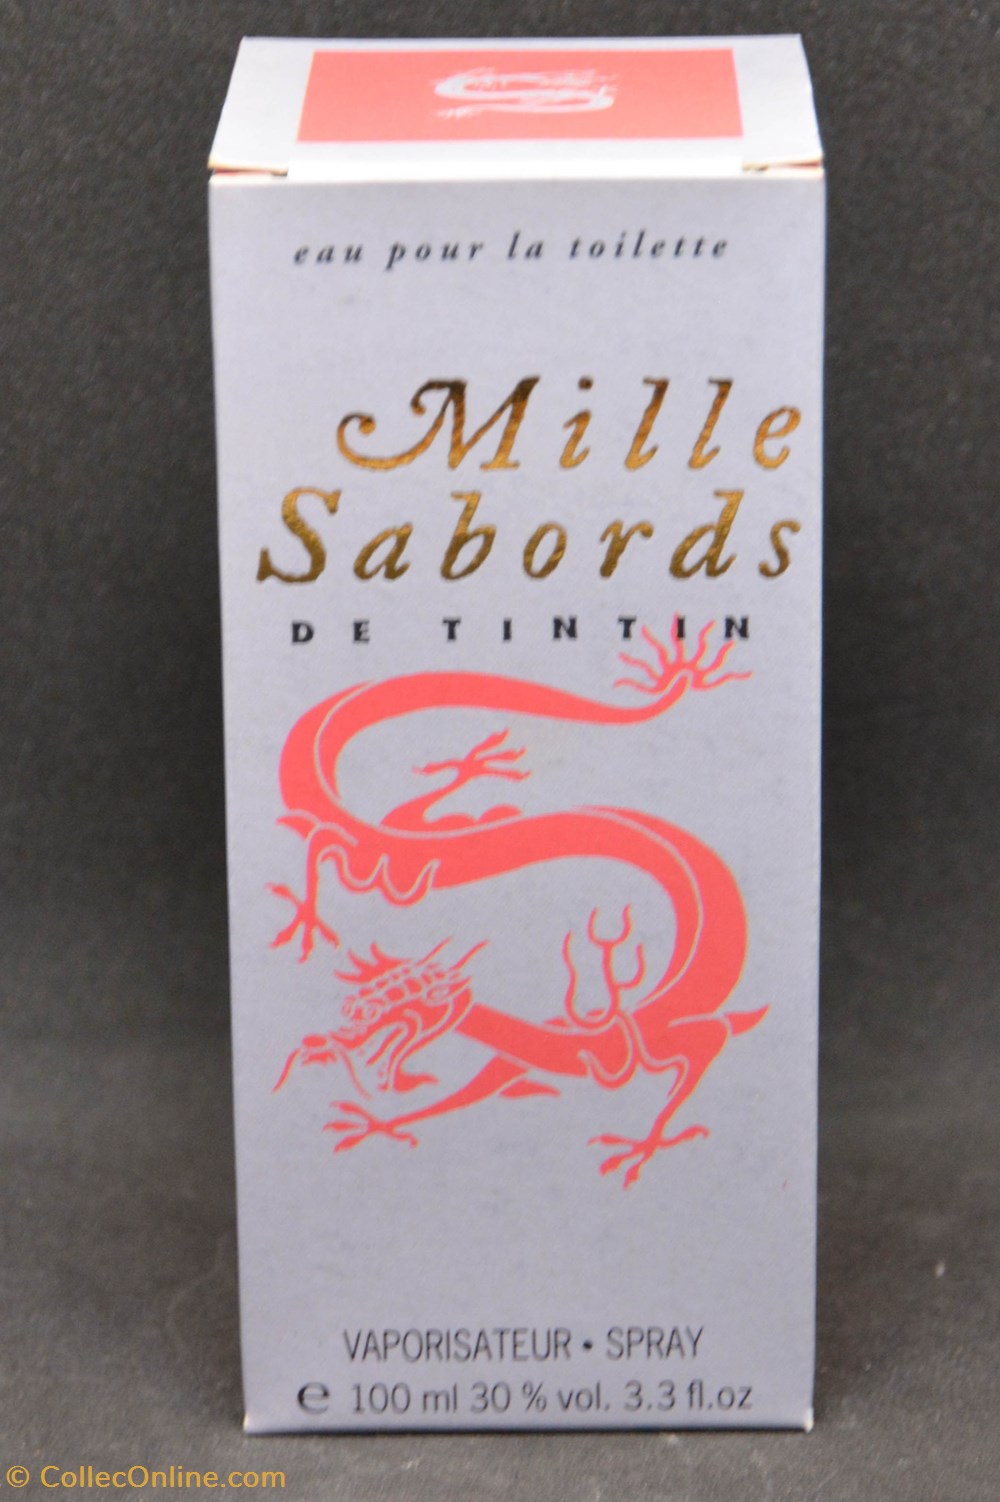 eau pour la toilette
Mille
Sabords
DE TINTIN
VAPORISATEUR • SPRAY
e 100 ml 30 % vol. 3.3 fl.oz
© CollecOnline.com